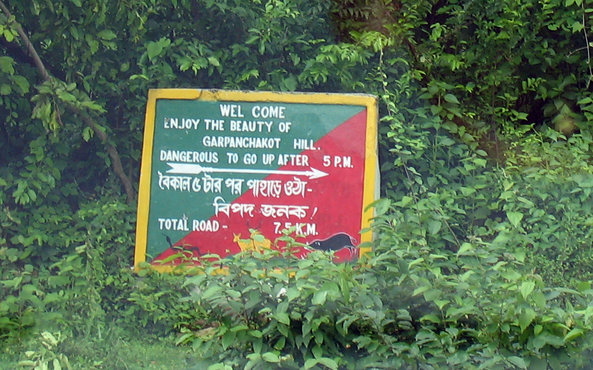 WEL COME
ENJOY THE BEAUTY OF
GARPANCHAKOT HILL.
DANGEROUS TO GO UP AFTER 5 P.M.
বৈকাল ৫ টার পর পাহাড়ে ওঠা-
বিপদ জনক!
TOTAL ROAD - 7.5 K.M.